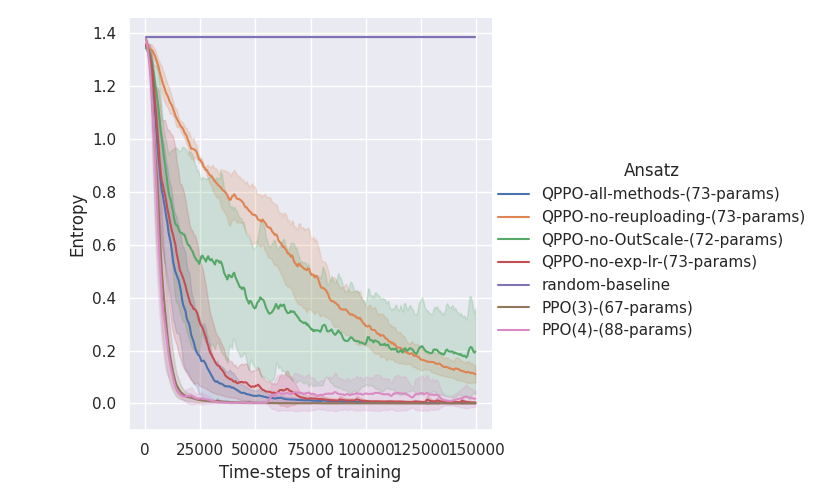 1.4
1.2
1.0
0.8
0.6
0.4
0.2
0.0
Entropy
0 25000 50000 75000 100000 125000 150000
Time-steps of training
Ansatz
QPPO-all-methods-(73-params)
QPPO-no-reuploading-(73-params)
QPPO-no-OutScale-(72-params)
QPPO-no-exp-lr-(73-params)
random-baseline
PPO(3)-(67-params)
PPO(4)-(88-params)